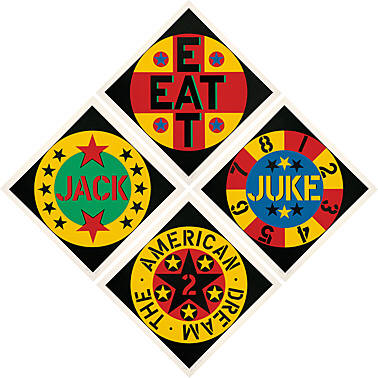 E
EAT
T
JACK
JUKE
1
2
3
4
5
6
7
8
THE · AMERICAN · DREAM ·
2